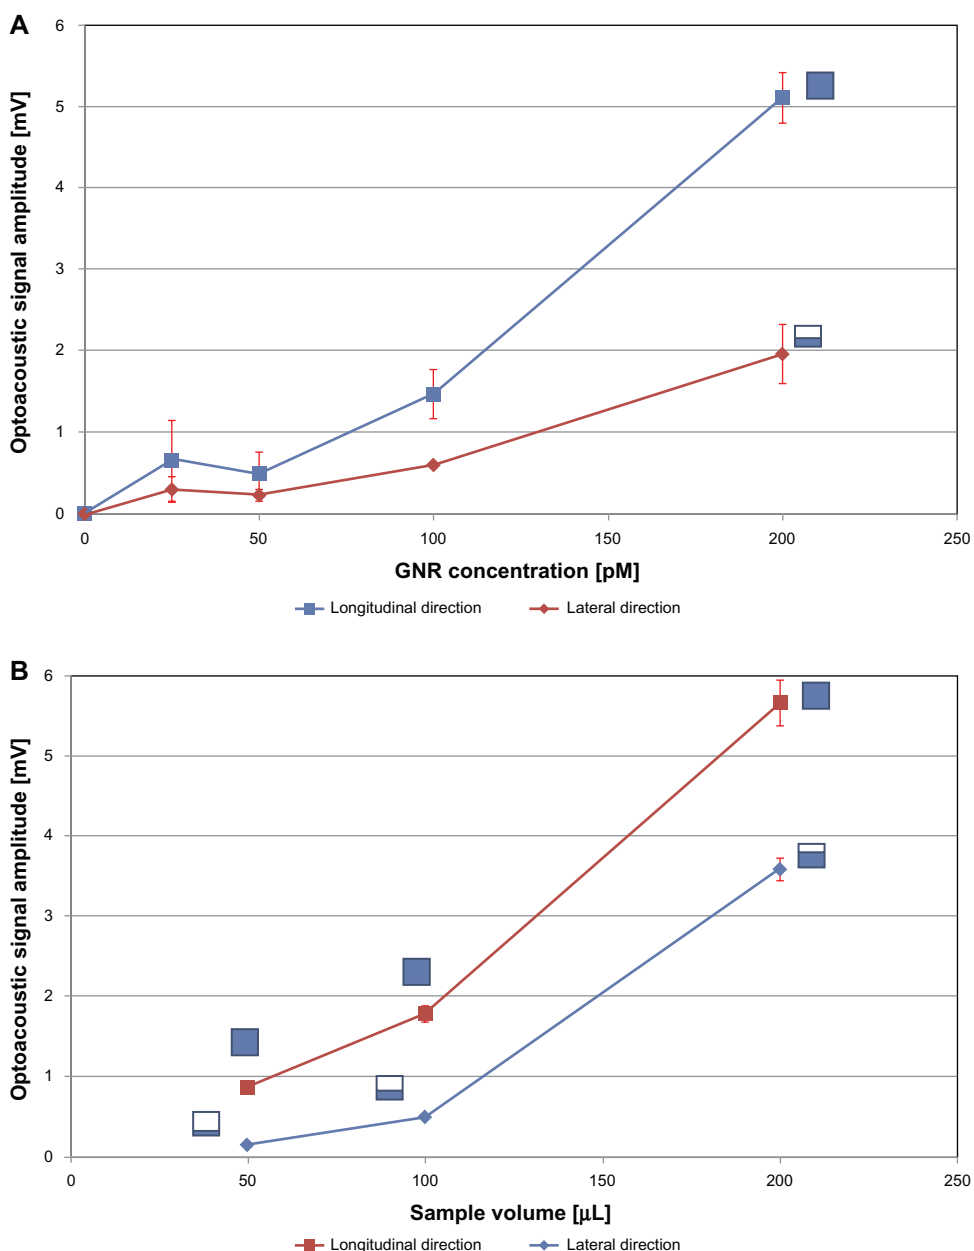 A
Optoacoustic signal amplitude [mV]
6
5
4
3
2
1
0
0 50 100 150 200 250
GNR concentration [pM]
Longitudinal direction Lateral direction
B
Optoacoustic signal amplitude [mV]
6
5
4
3
2
1
0
0 50 100 150 200 250
Sample volume [µL]
Longitudinal direction Lateral direction